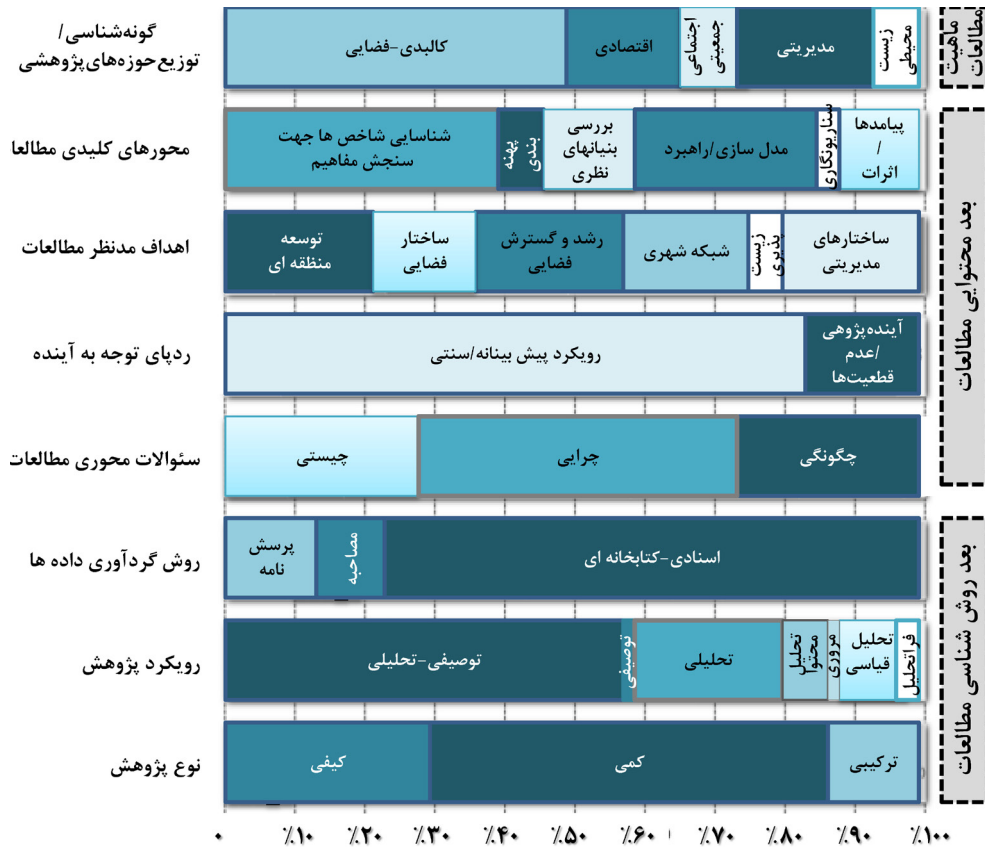 گونه‌شناسی/
توزیع حوزه‌های پژوهشی
کالبدی-فضایی
اقتصادی
اجتماعی
جمعیتی
مدیریتی
زیست
محیطی
ماهیت
مطالعات
محورهای کلیدی مطالعا
شناسایی شاخص ها جهت
سنجش مفاهیم
پهنه
بندی
بررسی
بنیانهای
نظری
مدل سازی/راهبرد
سناریونگاری
پیامدها
/
اثرات
اهداف مدنظر مطالعات
توسعه
منظقه ای
ساختار
فضایی
رشد و گسترش
فضایی
شبکه شهری
زیست
پذیری
ساختارهای
مدیریتی
ردپای توجه به آینده
رویکرد پیش بینانه/سنتی
آینده‌پژوهی
/عدم
قطعیت‌ها
سئوالات محوری مطالعات
چیستی
چرایی
چگونگی
بعد محتوایی مطالعات
روش گردآوری داده ها
پرسش
نامه
مصاحبه
اسنادی-کتابخانه ای
رویکرد پژوهش
توصیفی-تحلیلی
توصیفی
تحلیلی
تحلیل
محتوا
مروری
تحلیل
قیاسی
فراتحلیل
نوع پژوهش
کیفی
کمی
ترکیبی
بعد روش شناسی مطالعات
۰ ٪۱۰ ٪۲۰ ٪۳۰ ٪۴۰ ٪۵۰ ٪۶۰ ٪۷۰ ٪۸۰ ٪۹۰ ٪۱۰۰